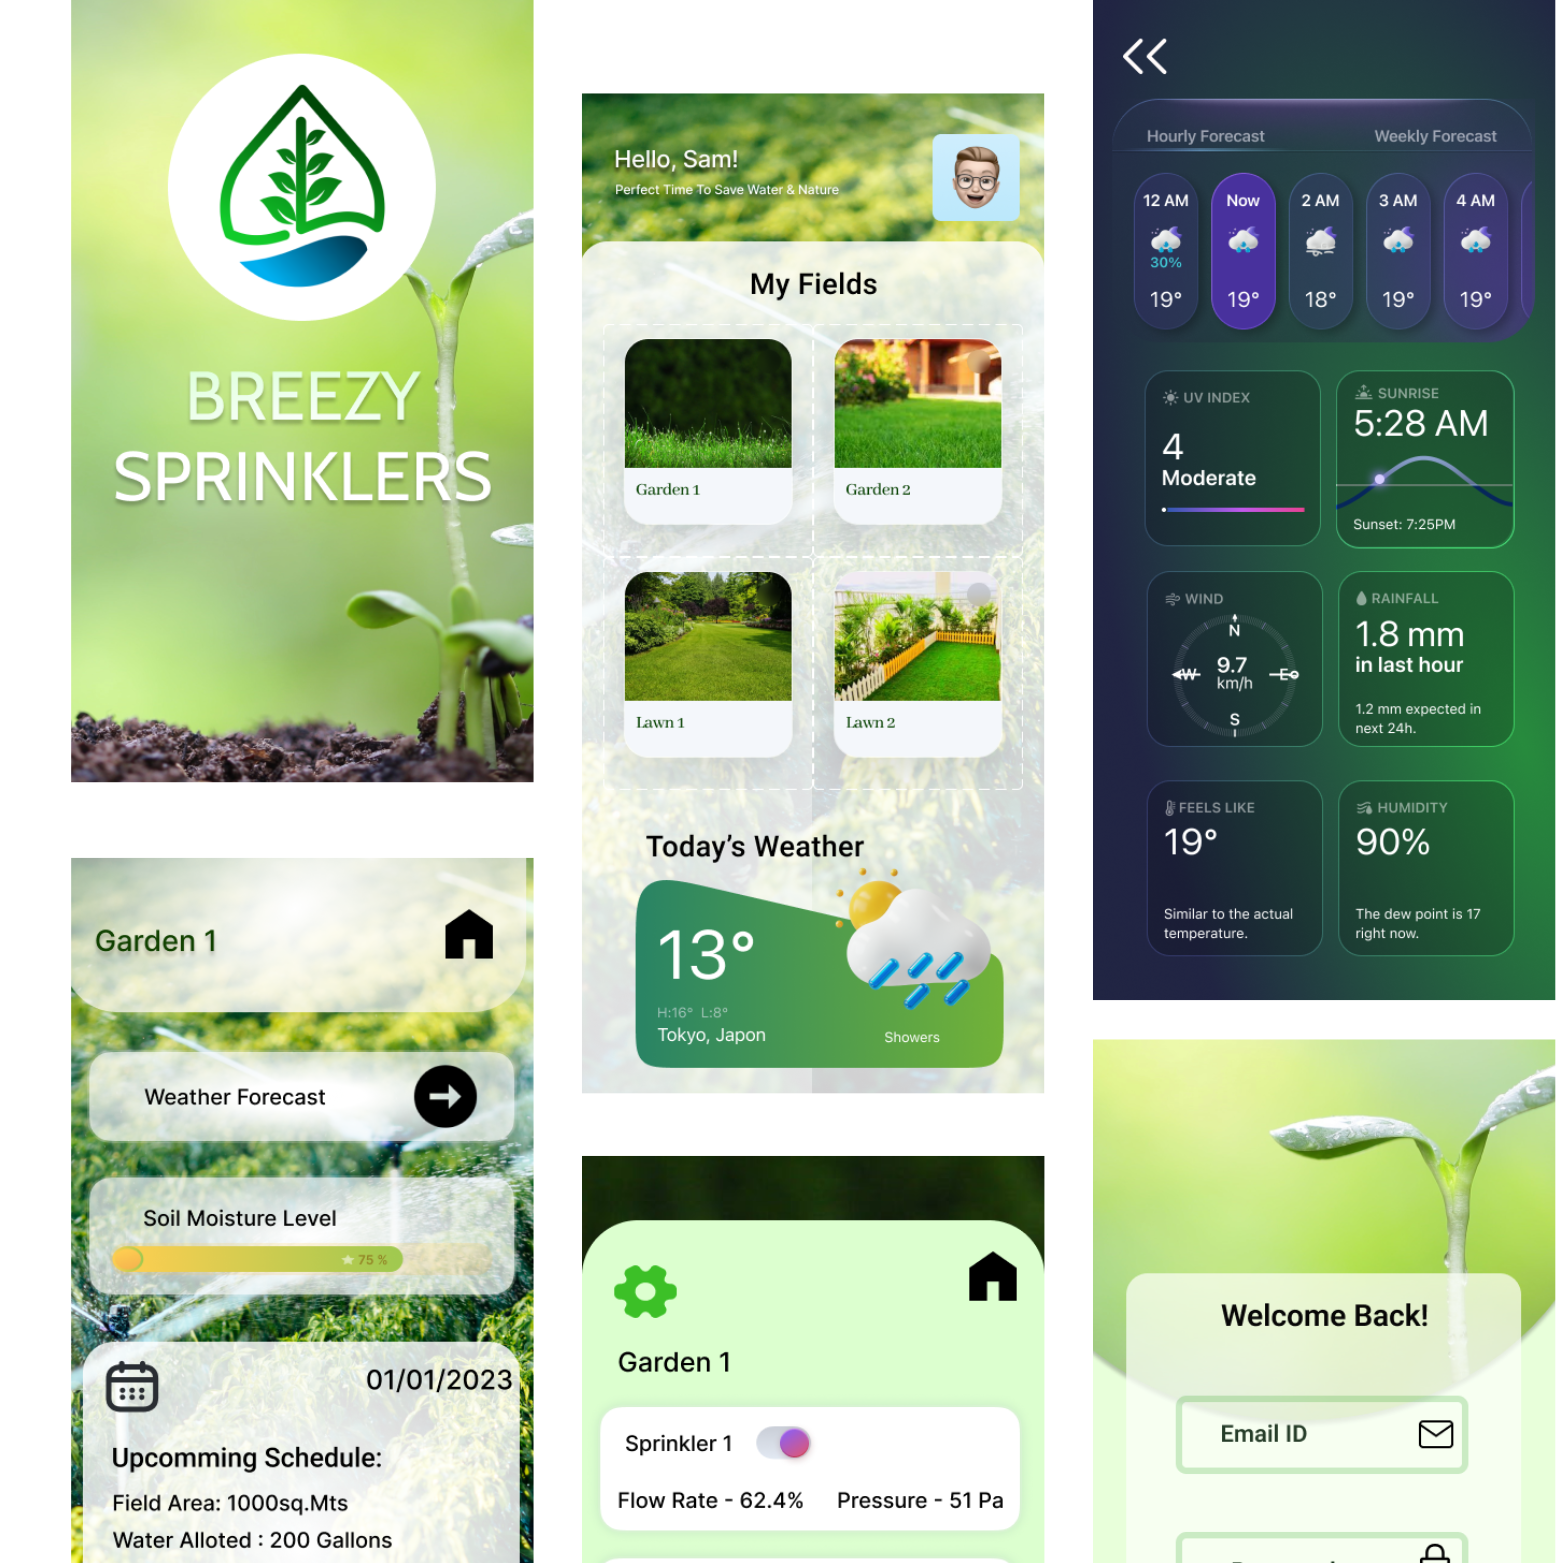 BREEZY
SPRINKLERS
Hello, Sam!
Perfect Time To Save Water & Nature
My Fields
Garden 1
Garden 2
Lawn 1
Lawn 2
Today's Weather
13°
H:16° L:8°
Tokyo, Japon
Showers
Hourly Forecast
Weekly Forecast
12 AM
Now
2 AM
3 AM
4 AM
30%
19°
19°
18°
19°
19°
UV INDEX
4
Moderate
SUNRISE
5:28 AM
Sunset: 7:25PM
WIND
N
W
9.7
km/h
E
S
RAINFALL
1.8 mm
in last hour
1.2 mm expected in
next 24h.
FEELS LIKE
19°
Similar to the actual
temperature.
HUMIDITY
90%
The dew point is 17
right now.
Garden 1
Weather Forecast
Soil Moisture Level
75 %
01/01/2023
Upcomming Schedule:
Field Area: 1000sq.Mts
Water Alloted : 200 Gallons
Garden 1
Sprinkler 1
Flow Rate - 62.4%
Pressure - 51 Pa
Welcome Back!
Email ID